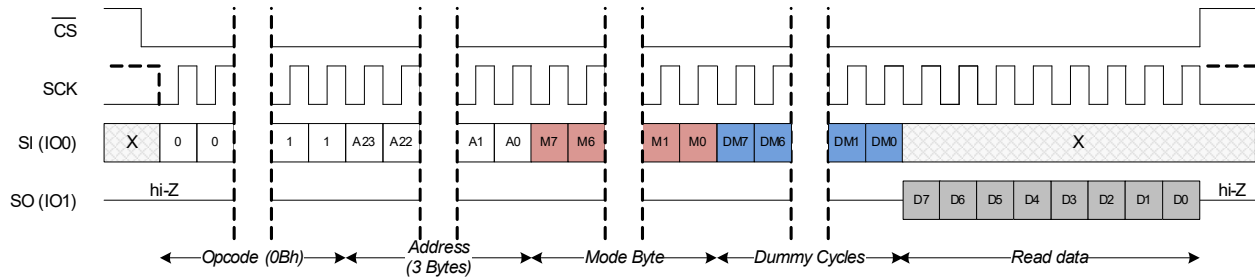 CS
SCK
SI (IO0) X 0 0 1 1 A23 A22 A1 A0 M7 M6 M1 M0 DM7 DM6 DM1 DM0 X
hi-Z hi-Z
SO (IO1) D7 D6 D5 D4 D3 D2 D1 D0
Opcode (0Bh) Address Mode Byte Dummy Cycles Read data
(3 Bytes)